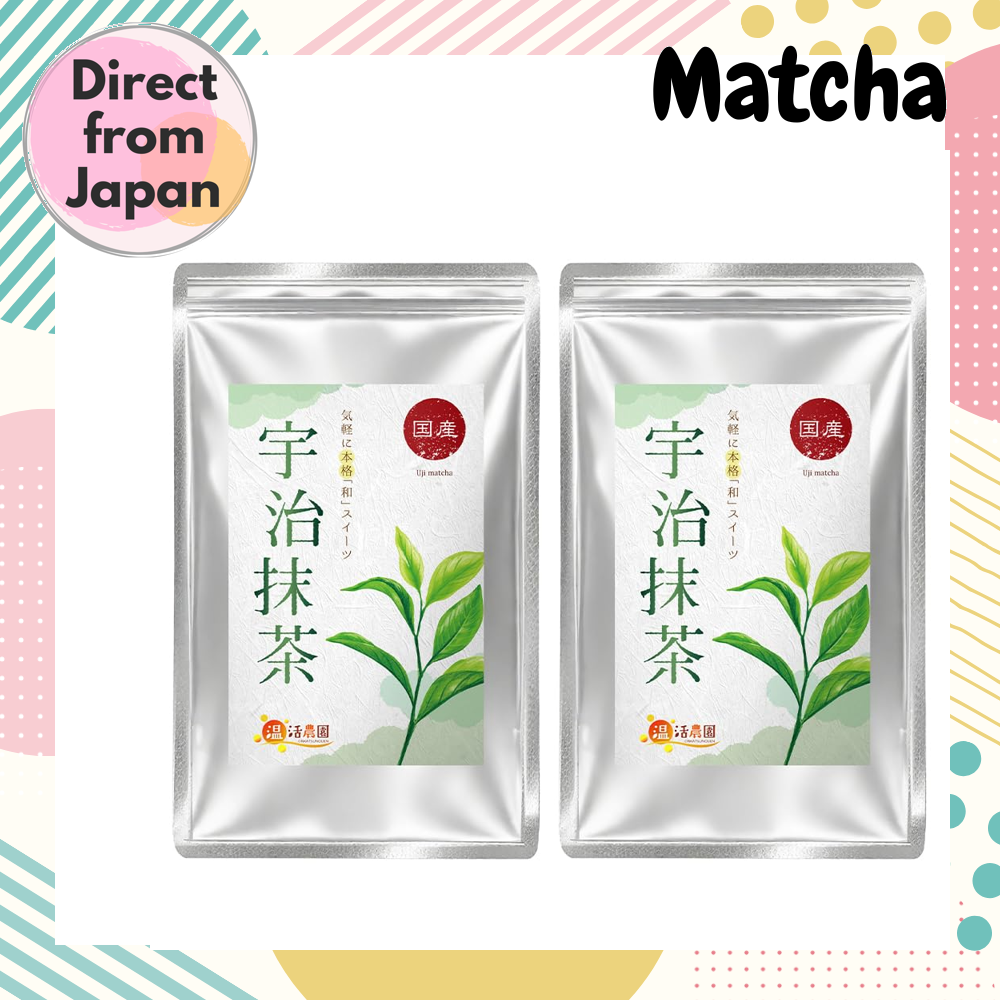 Direct
from
Japan
Matcha
宇治抹茶
気軽に本格「和」スイーツ
国産
Uji matcha
温活農園
宇治抹茶
気軽に本格「和」スイーツ
国産
Uji matcha
温活農園